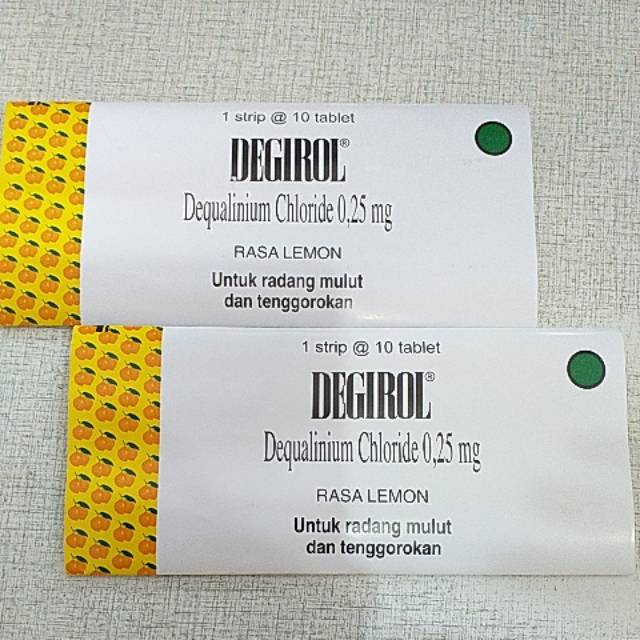 1 strip @ 10 tablet
DEGIROL®
Dequalinium Chloride 0,25 mg
RASA LEMON
Untuk radang mulut
dan tenggorokan
1 strip @ 10 tablet
DEGIROL®
Dequalinium Chloride 0,25 mg
RASA LEMON
Untuk radang mulut
dan tenggorokan